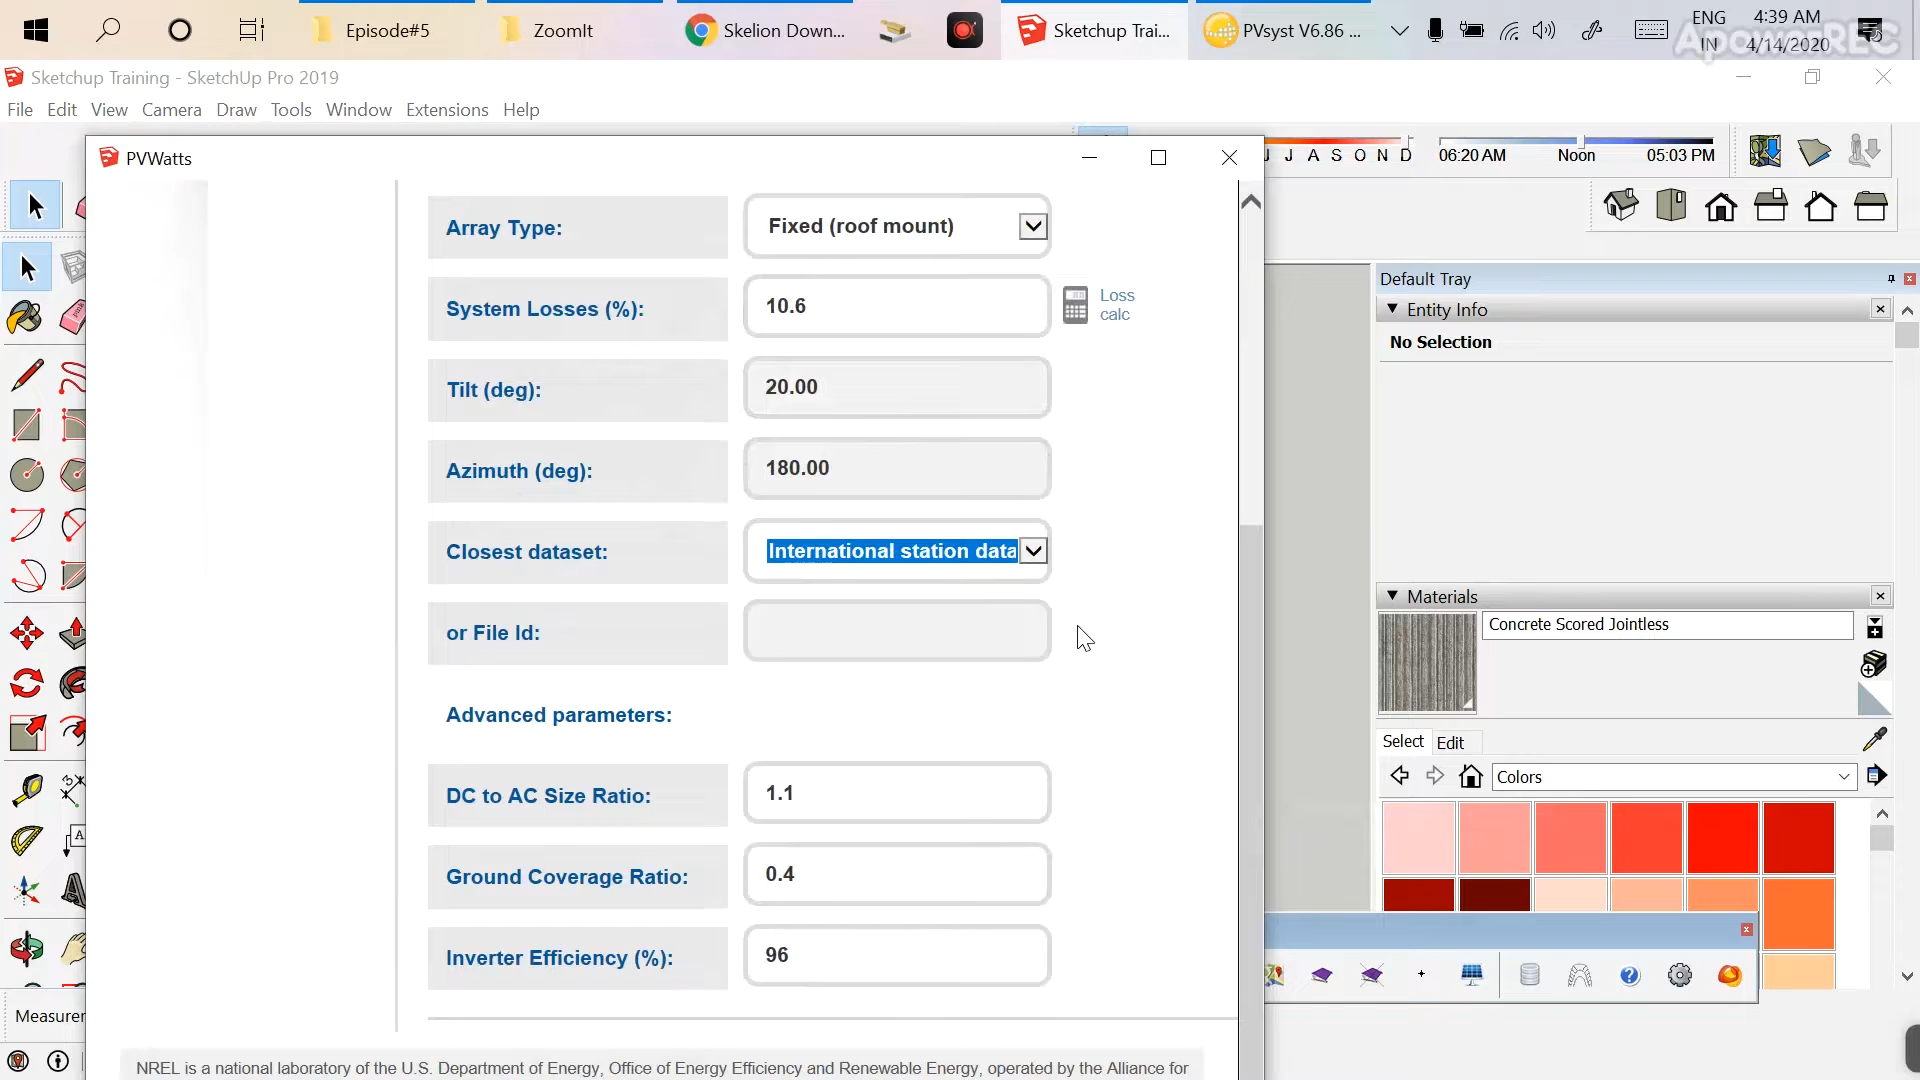 Episode#5
ZoomIt
Skelion Down...
Sketchup Trai...
PVsyst V6.86 ...
ENG
IN
4:39 AM
4/14/2020
ApowerREC
Sketchup Training - SketchUp Pro 2019
File Edit View Camera Draw Tools Window Extensions Help
PVWatts
J J A S O N D
06:20 AM
Noon
05:03 PM
Array Type:
Fixed (roof mount)
System Losses (%):
10.6
Loss
calc
Tilt (deg):
20.00
Azimuth (deg):
180.00
Closest dataset:
International station data
or File Id:
Advanced parameters:
DC to AC Size Ratio:
1.1
Ground Coverage Ratio:
0.4
Inverter Efficiency (%):
96
NREL is a national laboratory of the U.S. Department of Energy, Office of Energy Efficiency and Renewable Energy, operated by the Alliance for
Default Tray
Entity Info
No Selection
Materials
Concrete Scored Jointless
Select
Edit
Colors
Measurer